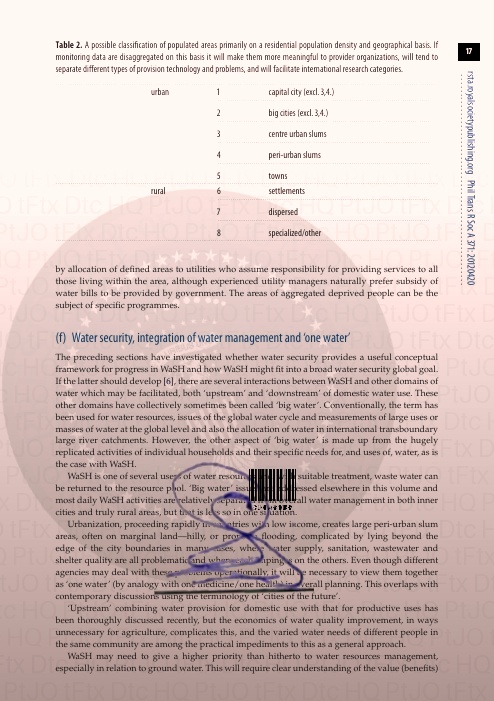 Table 2. A possible classification of populated areas primarily on a residential population density and geographical basis. If
monitoring data are disaggregated on this basis it will make them more meaningful to provider organizations, will tend to
separate different types of provision technology and problems, and will facilitate international research categories.
urban 1 capital city (excl. 3,4.)
2 big cities (excl. 3,4.)
3 centre urban slums
4 peri-urban slums
5 towns
rural 6 settlements
7 dispersed
8 specialized/other
17
rsta.royalsocietypublishing.org Phil Trans R Soc A 371: 20120420
by allocation of defined areas to utilities who assume responsibility for providing services to all
those living within the area, although experience utility managers naturally prefer subsidy of
water bills to be provided by government. The areas of aggregated deprived people can be the
subject of specific programmes.
(f) Water security, integration of water management and ‘one water’
The preceding sections have investigated whether water security provides a useful conceptual
framework for progress in WaSH and how WaSH might fit into a broad water security global goal.
If the latter should develop [6], there are several interactions between WaSH and other domains of
water which may be facilitated, both ‘upstream’ and ‘downstream’ of domestic water use. These
other domains have collectively sometimes been called ‘big water’. Conventionally, the term has
been used for water resources, issues of the global water cycle and measurements of large uses or
masses of water at the global level and also the allocation of water in international transboundary
large river catchments. However, the other aspect of ‘big water’ is made up from the hugely
replicated activities of individual households and their specific needs for, and uses of, water, as is
the case with WaSH.
WaSH is one of several users of water suitable treatment, waste water can
be returned to the resource pool. ‘Big water’ elsewhere in this volume and
most daily WaSH activities are relatively overall water management in both inner
cities and truly rural areas, but that is less so in one situation.
Urbanization, proceeding rapidly in countries with low income, creates large peri-urban slum
areas, often on marginal land—hilly, or prone to flooding, complicated by lying beyond the
edge of the city boundaries in many cases, where water supply, sanitation, wastewater and
shelter quality are all problematic and on the others. Even though different
agencies may deal with these problems operationally, it will be necessary to view them together
as ‘one water’ (by analogy with one medicine/one health) in overall planning. This overlaps with
contemporary discussions using the terminology of ‘cities of the future’.
‘Upstream’ combining water provision for domestic use with that for productive uses has
been thoroughly discussed recently, but the economics of water quality improvement, in ways
unnecessary for agriculture, complicates this, and the varied water needs of different people in
the same community are among the practical impediments to this as a general approach.
WaSH may need to give a higher priority than hitherto to water resources management,
especially in relation to ground water. This will require clear understanding of the value (benefits)